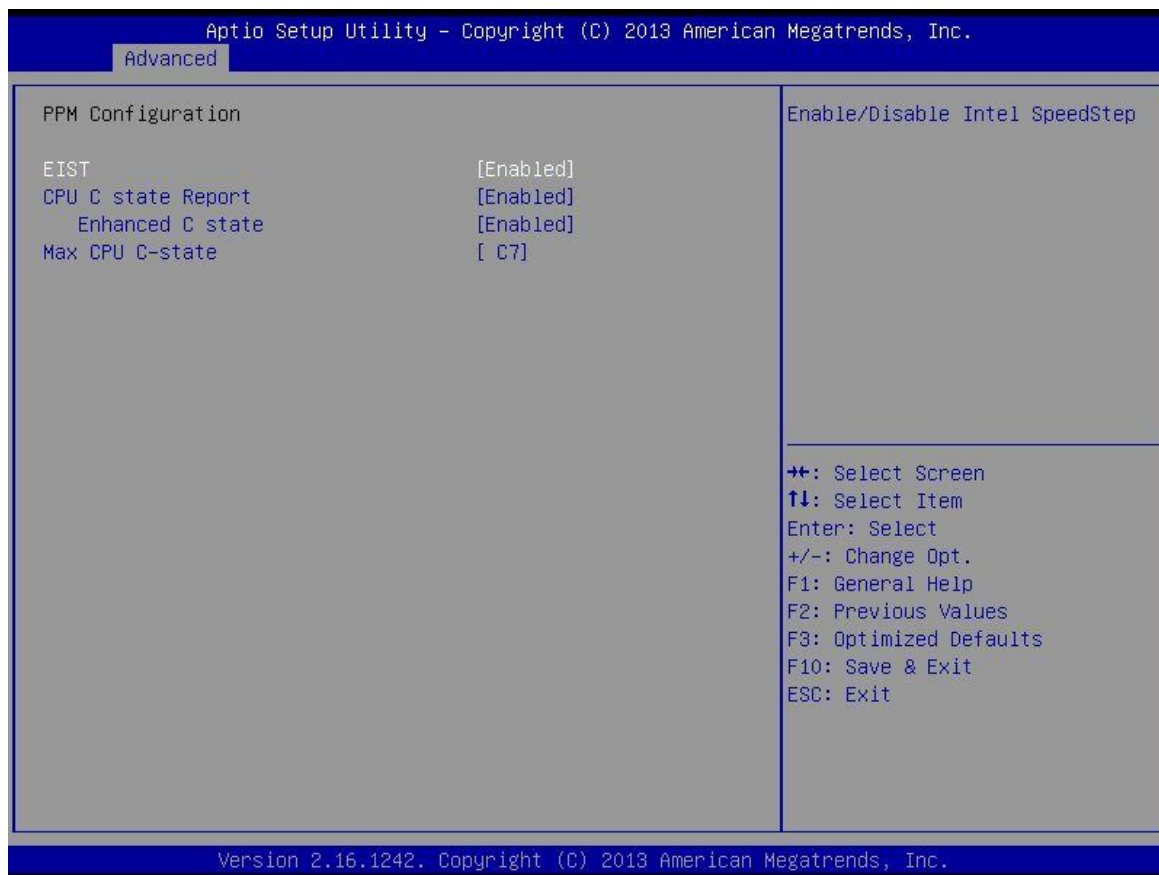 Aptio Setup Utility – Copyright (C) 2013 American Megatrends, Inc.
Advanced
PPM Configuration
EIST [Enabled]
CPU C state Report [Enabled]
Enhanced C state [Enabled]
Max CPU C-state [ C7]
Enable/Disable Intel SpeedStep
→←: Select Screen
↑↓: Select Item
Enter: Select
+/-: Change Opt.
F1: General Help
F2: Previous Values
F3: Optimized Defaults
F10: Save & Exit
ESC: Exit
Version 2.16.1242. Copyright (C) 2013 American Megatrends, Inc.